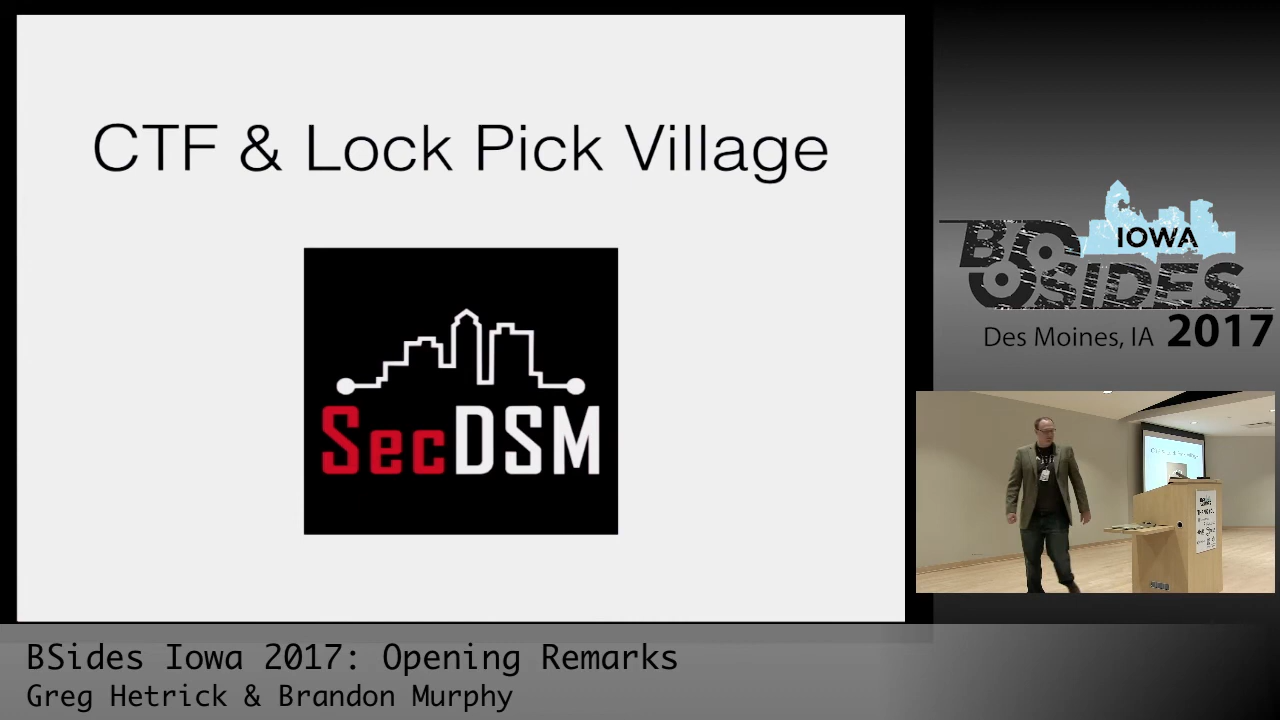 CTF & Lock Pick Village
SecDSM
IOWA
BSIDES
Des Moines, IA 2017
BSides Iowa 2017: Opening Remarks
Greg Hetrick & Brandon Murphy